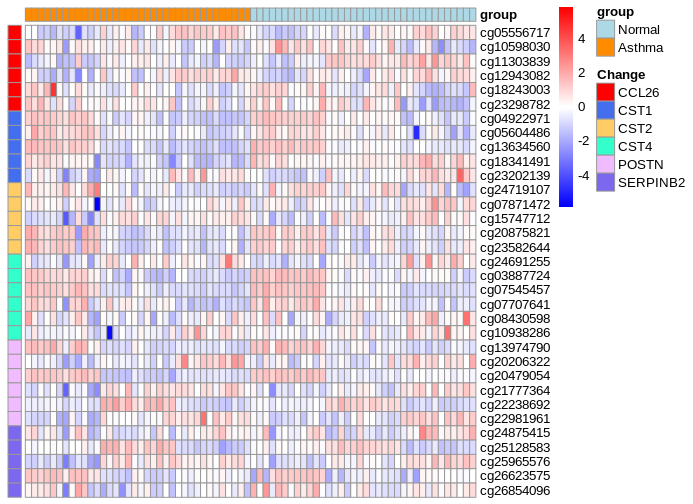 group
cg05556717
cg10598030
cg11303839
cg12943082
cg18243003
cg23298782
cg04922971
cg05604486
cg13634560
cg18341491
cg23202139
cg24719107
cg07871472
cg15747712
cg20875821
cg23582644
cg24691255
cg03887724
cg07545457
cg07707641
cg08430598
cg10938286
cg13974790
cg20206322
cg20479054
cg21777364
cg22238692
cg22981961
cg24875415
cg25128583
cg25965576
cg26623575
cg26854096
4
2
0
-2
-4
group
Normal
Asthma
Change
CCL26
CST1
CST2
CST4
POSTN
SERPINB2